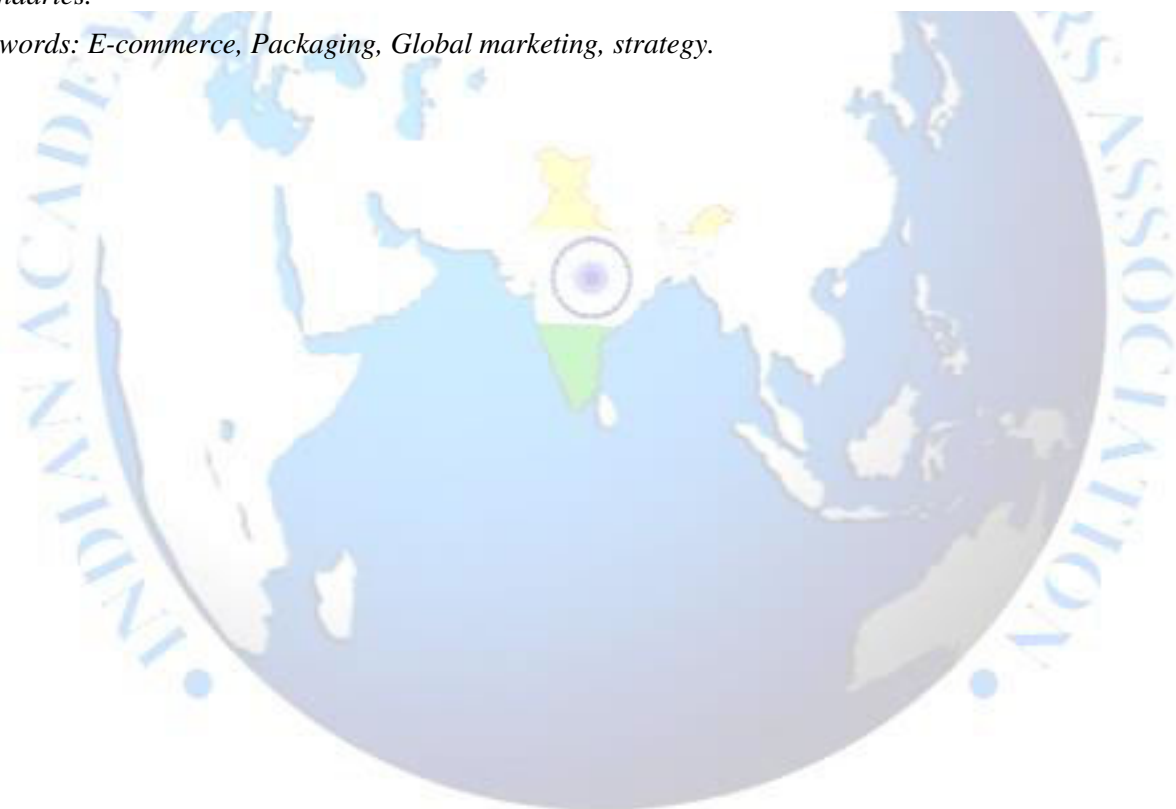 ndaries.
words: E-commerce, Packaging, Global marketing, strategy.
INDIAN ACADE
RS ASSOCIATION